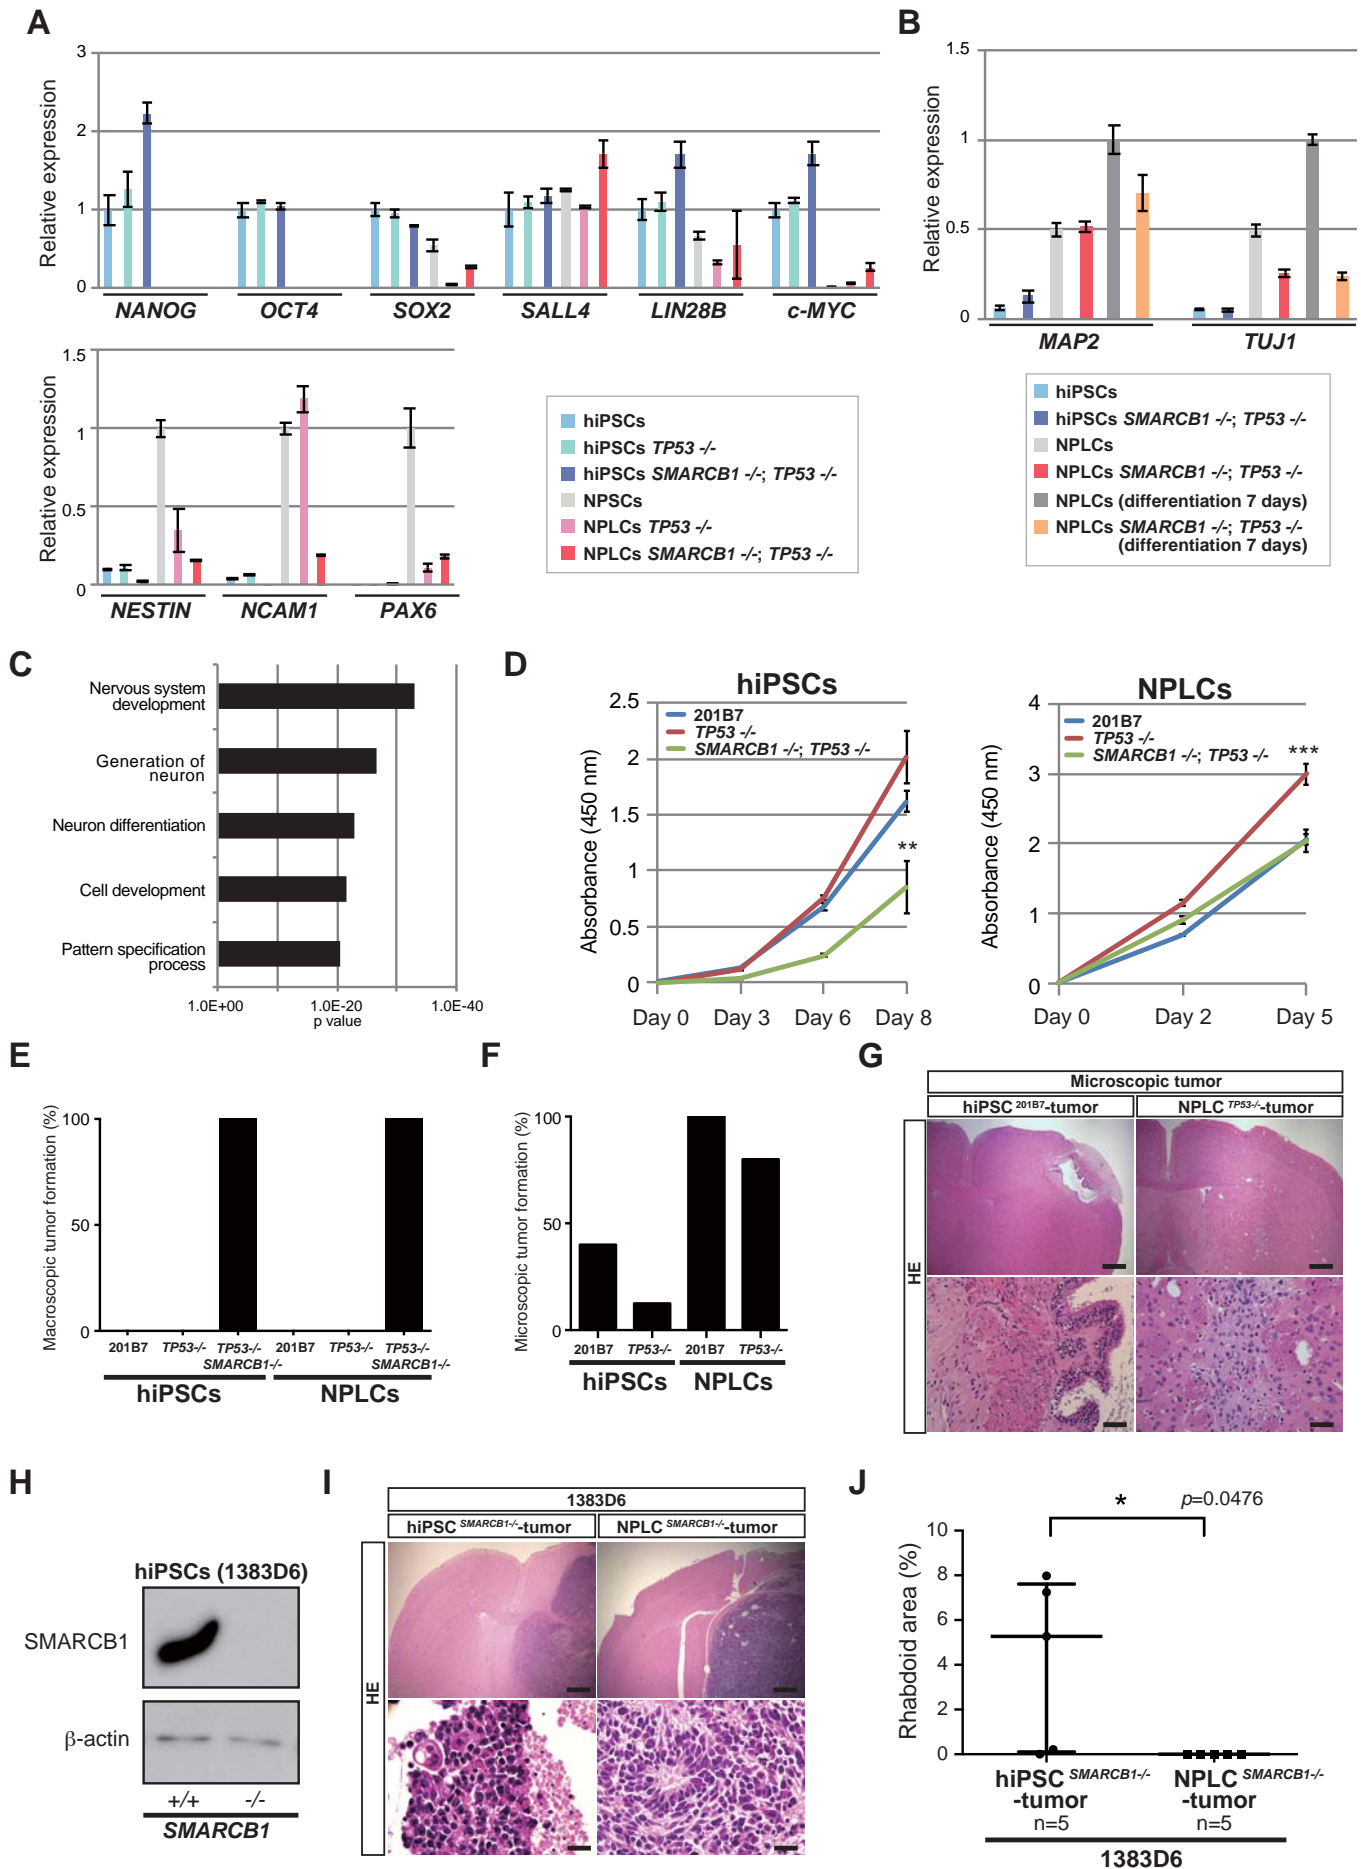 A
Relative expression
3
2
1
0
NANOG OCT4 SOX2 SALL4 LIN28B c-MYC
Relative expression
1.5
1
0.5
0
NESTIN NCAM1 PAX6
hiPSCs
hiPSCs TP53 -/-
hiPSCs SMARCB1 -/-; TP53 -/-
NPSCs
NPLCs TP53 -/-
NPLCs SMARCB1 -/-; TP53 -/-
B
Relative expression
1.5
1
0.5
0
MAP2 TUJ1
hiPSCs
hiPSCs SMARCB1 -/-; TP53 -/-
NPLCs
NPLCs SMARCB1 -/-; TP53 -/-
NPLCs (differentiation 7 days)
NPLCs SMARCB1 -/-; TP53 -/-
(differentiation 7 days)
C
Nervous system
development
Generation of
neuron
Neuron differentiation
Cell development
Pattern specification
process
1.0E+00 1.0E-20 1.0E-40
p value
D
hiPSCs
Absorbance (450 nm)
2.5
2
1.5
1
0.5
0
201B7
TP53 -/-
SMARCB1 -/-; TP53 -/-
**
Day 0 Day 3 Day 6 Day 8
NPLCs
Absorbance (450 nm)
4
3
2
1
0
201B7
TP53 -/-
SMARCB1 -/-; TP53 -/-
***
Day 0 Day 2 Day 5
E
Macroscopic tumor formation (%)
100
50
0
201B7 TP53-/- TP53-/- 201B7 TP53-/- TP53-/-
SMARCB1-/- SMARCB1-/-
hiPSCs NPLCs
F
Microscopic tumor formation (%)
100
50
0
201B7 TP53-/- 201B7 TP53-/-
hiPSCs NPLCs
G
Microscopic tumor
hiPSC 201B7-tumor NPLC TP53-/-tumor
HE
H
hiPSCs (1383D6)
SMARCB1
β-actin
+/+ -/-
SMARCB1
I
1383D6
hiPSC SMARCB1-/--tumor NPLC SMARCB1-/--tumor
HE
J
* p=0.0476
Rhabdoid area (%)
10
8
6
4
2
0
hiPSC SMARCB1-/- NPLC SMARCB1-/-
-tumor -tumor
n=5 n=5
1383D6